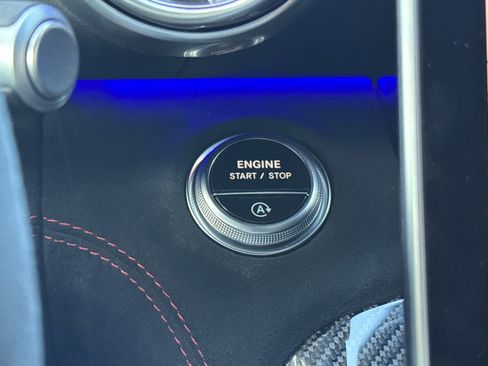 ENGINE
START / STOP
A